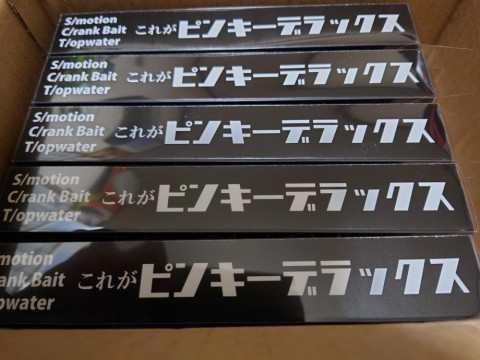 S/motion
C/rank Bait これが ピンキーデラックス
T/opwater
S/motion
C/rank Bait これが ピンキーデラックス
T/opwater
S/motion
C/rank Bait これが ピンキーデラックス
T/opwater
S/motion
C/rank Bait これが ピンキーデラックス
T/opwater
/motion
/rank Bait これが ピンキーデラックス
/opwater